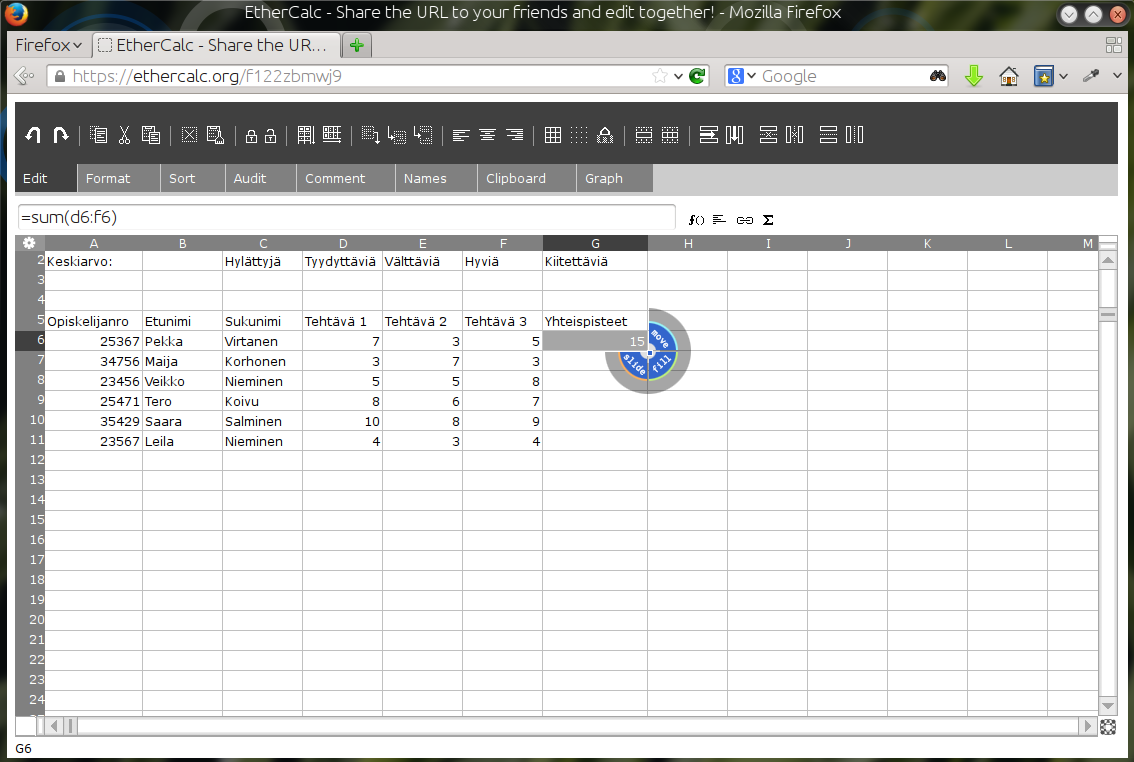 EtherCalc - Share the URL to your friends and edit together! - Mozilla Firefox
Firefox EtherCalc - Share the UR...
https://ethercalc.org/f122zbmwj9 8 Google
Edit Format Sort Audit Comment Names Clipboard Graph
=sum(d6:f6) f() Σ
A B C D E F G H I J K L M
2 Keskiarvo: Hylättyjä Tyydyttäviä Välttäviä Hyviä Kiitettäviä
3
4
5 Opiskelijanro Etunimi Sukunimi Tehtävä 1 Tehtävä 2 Tehtävä 3 Yhteispisteet
6 25367 Pekka Virtanen 7 3 5 15 move
7 34756 Maija Korhonen 3 7 3 slide fill
8 23456 Veikko Nieminen 5 5 8
9 25471 Tero Koivu 8 6 7
10 35429 Saara Salminen 10 8 9
11 23567 Leila Nieminen 4 3 4
12
13
14
15
16
17
18
19
20
21
22
23
24
G6